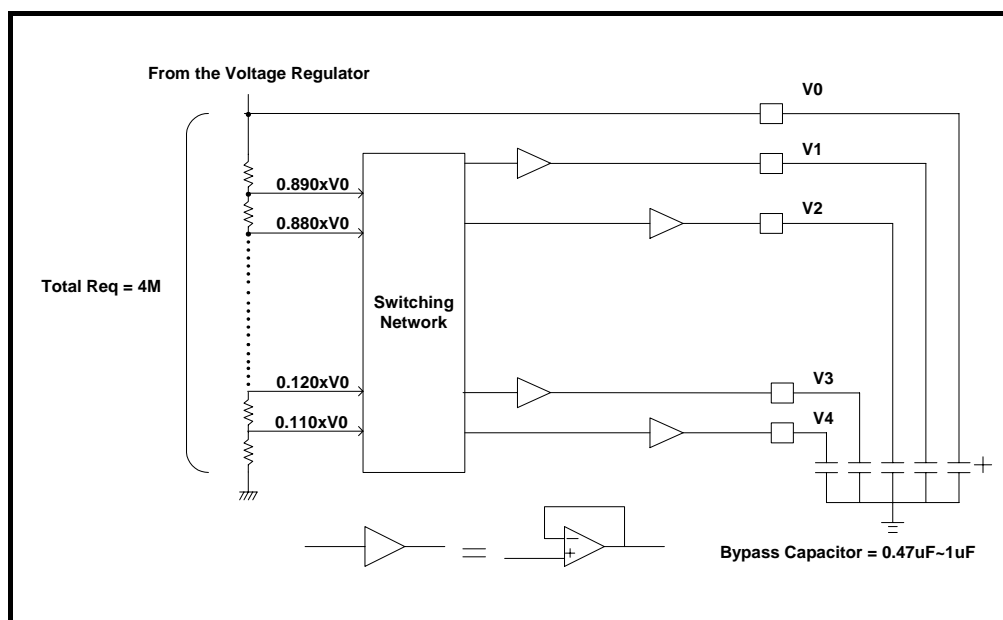 From the Voltage Regulator
V0
V1
0.890xV0
V2
0.880xV0
Total Req = 4M
Switching
Network
0.120xV0
V3
0.110xV0
V4
+
=
+
Bypass Capacitor = 0.47uF~1uF